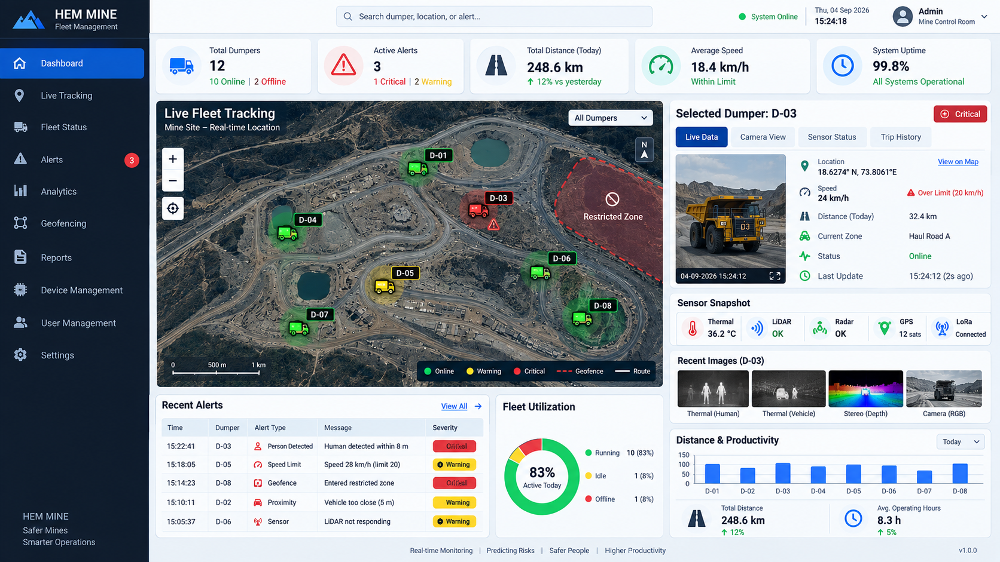 HEM MINE
Fleet Management
Search dumper, location, or alert...
System Online
Thu, 04 Sep 2026
15:24:18
Admin
Mine Control Room
Dashboard
Live Tracking
Fleet Status
Alerts
3
Analytics
Geofencing
Reports
Device Management
User Management
Settings
HEM MINE
Safer Mines
Smarter Operations
Total Dumpers
12
10 Online | 2 Offline
Active Alerts
3
1 Critical | 2 Warning
Total Distance (Today)
248.6 km
↑ 12% vs yesterday
Average Speed
18.4 km/h
Within Limit
System Uptime
99.8%
All Systems Operational
Live Fleet Tracking
Mine Site – Real-time Location
All Dumpers
N
+
−
D-01
D-03
D-04
D-05
D-06
D-07
D-08
Restricted Zone
0 500 m 1 km
Online Warning Critical Geofence Route
Selected Dumper: D-03
Critical
Live Data Camera View Sensor Status Trip History
03
04-09-2026 15:24:12
Location
18.6274° N, 73.8061°E
View on Map
Speed
24 km/h
Over Limit (20 km/h)
Distance (Today) 32.4 km
Current Zone Haul Road A
Status Online
Last Update 15:24:12 (2s ago)
Sensor Snapshot
Thermal
36.2 °C
LiDAR
OK
Radar
OK
GPS
12 sats
LoRa
Connected
Recent Images (D-03)
Thermal (Human)
Thermal (Vehicle)
Stereo (Depth)
Camera (RGB)
Recent Alerts
View All →
Time Dumper Alert Type Message Severity
15:22:41 D-03 Person Detected Human detected within 8 m
15:18:05 D-05 Speed Limit Speed 28 km/h (limit 20) Warning
15:14:23 D-08 Geofence Entered restricted zone
15:10:11 D-02 Proximity Vehicle too close (5 m) Warning
15:05:37 D-06 Sensor LiDAR not responding Warning
Fleet Utilization
83%
Active Today
Running 10 (83%)
Idle 1 (8%)
Offline 1 (8%)
Distance & Productivity
Today
150
100
50
0
D-01 D-02 D-03 D-04 D-05 D-06 D-07 D-08
Total Distance
248.6 km
↑ 12%
Avg. Operating Hours
8.3 h
↑ 5%
Real-time Monitoring | Predicting Risks | Safer People | Higher Productivity
v1.0.0